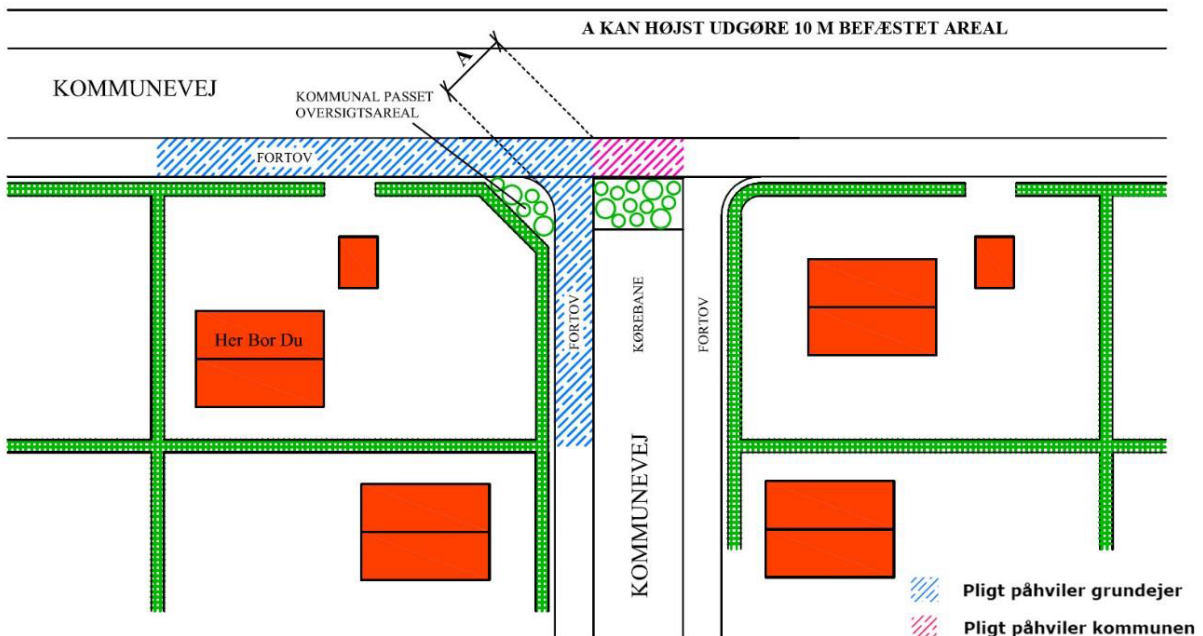 A KAN HØJST UDGØRE 10 M BEFÆSTET AREAL
A
KOMMUNEVEJ
KOMMUNAL PASSET
OVERSIGTSAREAL
FORTOV
Her Bor Du
FORTOV
KØREBANE
FORTOV
KOMMUNEVEJ
Pligt påhviler grundejer
Pligt påhviler kommunen